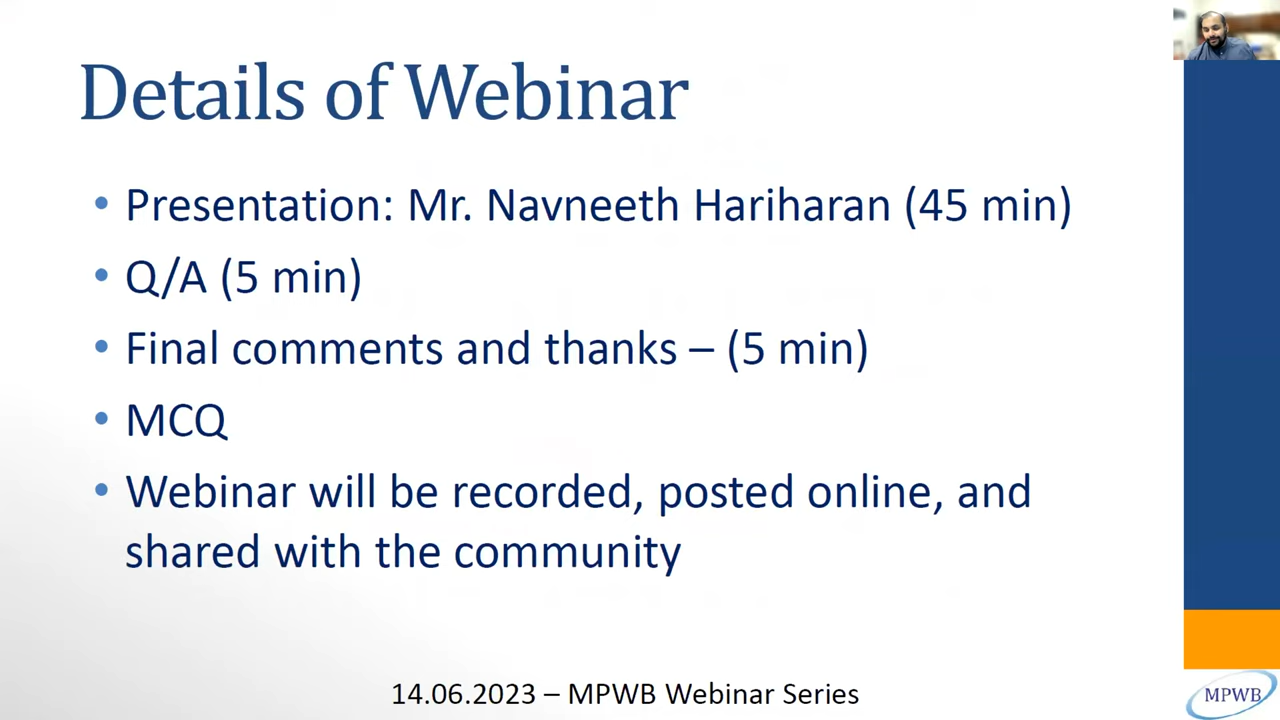 Details of Webinar
• Presentation: Mr. Navneeth Hariharan (45 min)
• Q/A (5 min)
• Final comments and thanks – (5 min)
• MCQ
• Webinar will be recorded, posted online, and
shared with the community
14.06.2023 – MPWB Webinar Series
MPWB